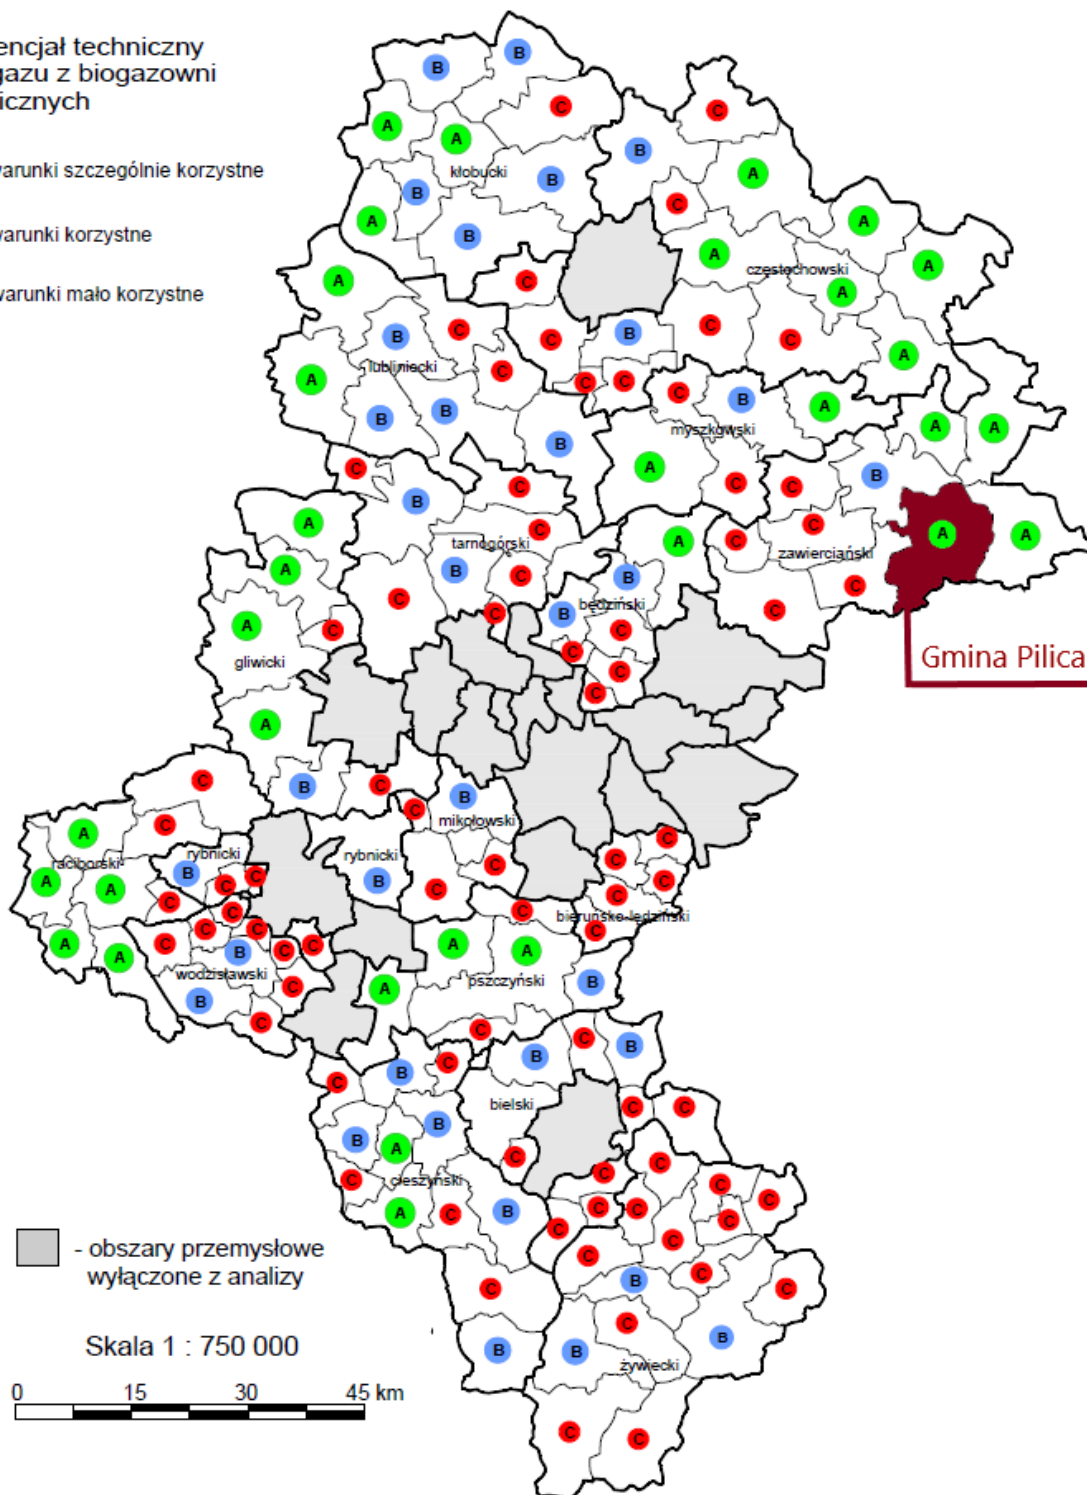 encjał techniczny
gazu z biogazowni
icznych
warunki szczególnie korzystne
warunki korzystne
warunki mało korzystne
B
B
C
C
A
A
B
kłobucki
B
A
B
A
C
A
B
A
C
A
częstochowski
A
A
C
A
B
C
C
B
C
C
A
lubliniecki
A
C
C
C
C
B
A
B
B
myszkowski
A
A
B
A
C
B
C
C
C
B
A
C
C
tarnogórski
A
C
zawierciański
A
A
A
B
C
B
C
C
będziński
B
C
C
A
C
C
gliwicki
C
C
C
Gmina Pilica
A
C
B
C
B
C
mikołowski
A
C
raciborski
rybnicki
rybnicki
C
C
C
A
A
B
C
C
B
C
C
C
C
C
C
bieruńsko-lędziński
C
A
A
C
C
B
C
C
C
A
A
wodzisławski
pszczyński
B
B
C
A
C
C
C
B
B
C
B
C
C
bielski
B
B
A
C
C
C
cieszyński
C
C
C
C
A
C
B
C
C
C
C
C
C
C
C
B
C
C
C
B
C
B
B
żywiecki
B
C
C
- obszary przemysłowe
wyłączone z analizy
Skala 1 : 750 000
0 15 30 45 km